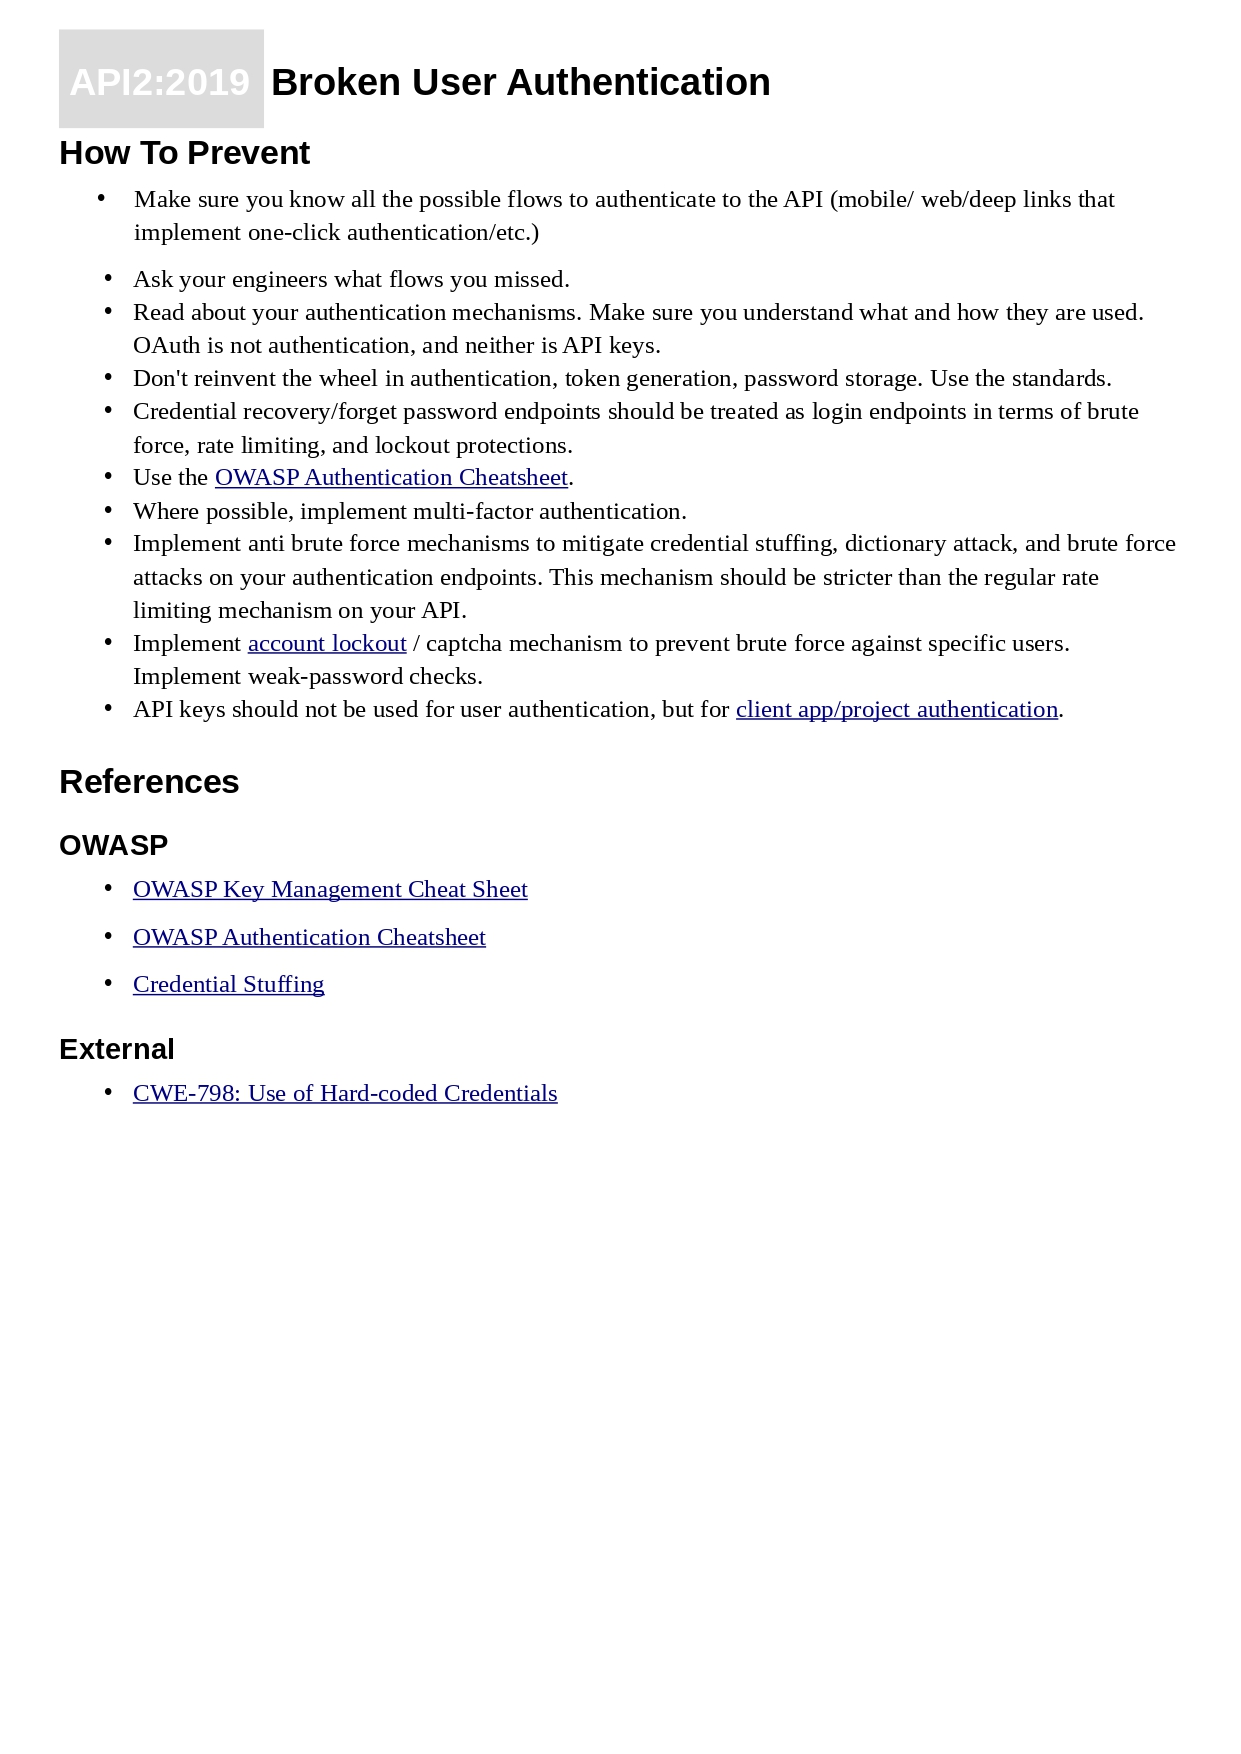 API2:2019 Broken User Authentication
How To Prevent
• Make sure you know all the possible flows to authenticate to the API (mobile/ web/deep links that
implement one-click authentication/etc.)
• Ask your engineers what flows you missed.
• Read about your authentication mechanisms. Make sure you understand what and how they are used.
OAuth is not authentication, and neither is API keys.
• Don't reinvent the wheel in authentication, token generation, password storage. Use the standards.
• Credential recovery/forget password endpoints should be treated as login endpoints in terms of brute
force, rate limiting, and lockout protections.
• Use the OWASP Authentication Cheatsheet.
• Where possible, implement multi-factor authentication.
• Implement anti brute force mechanisms to mitigate credential stuffing, dictionary attack, and brute force
attacks on your authentication endpoints. This mechanism should be stricter than the regular rate
limiting mechanism on your API.
• Implement account lockout / captcha mechanism to prevent brute force against specific users.
Implement weak-password checks.
• API keys should not be used for user authentication, but for client app/project authentication.
References
OWASP
• OWASP Key Management Cheat Sheet
• OWASP Authentication Cheatsheet
• Credential Stuffing
External
• CWE-798: Use of Hard-coded Credentials